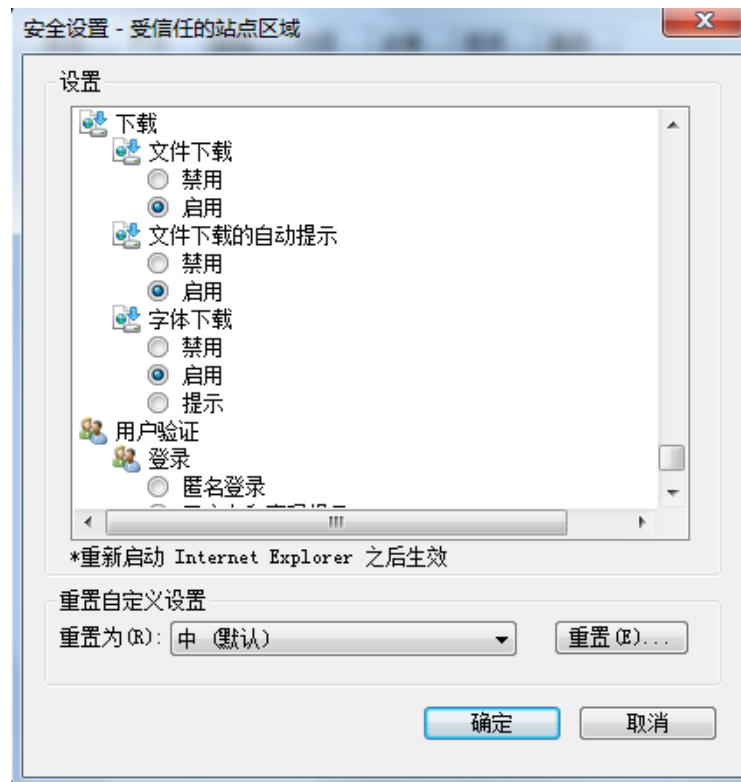 安全设置 - 受信任的站点区域
设置
下载
文件下载
禁用
启用
文件下载的自动提示
禁用
启用
字体下载
禁用
启用
提示
用户验证
登录
匿名登录
*重新启动 Internet Explorer 之后生效
重置自定义设置
重置为(R): 中 (默认) 重置(E)...
确定 取消